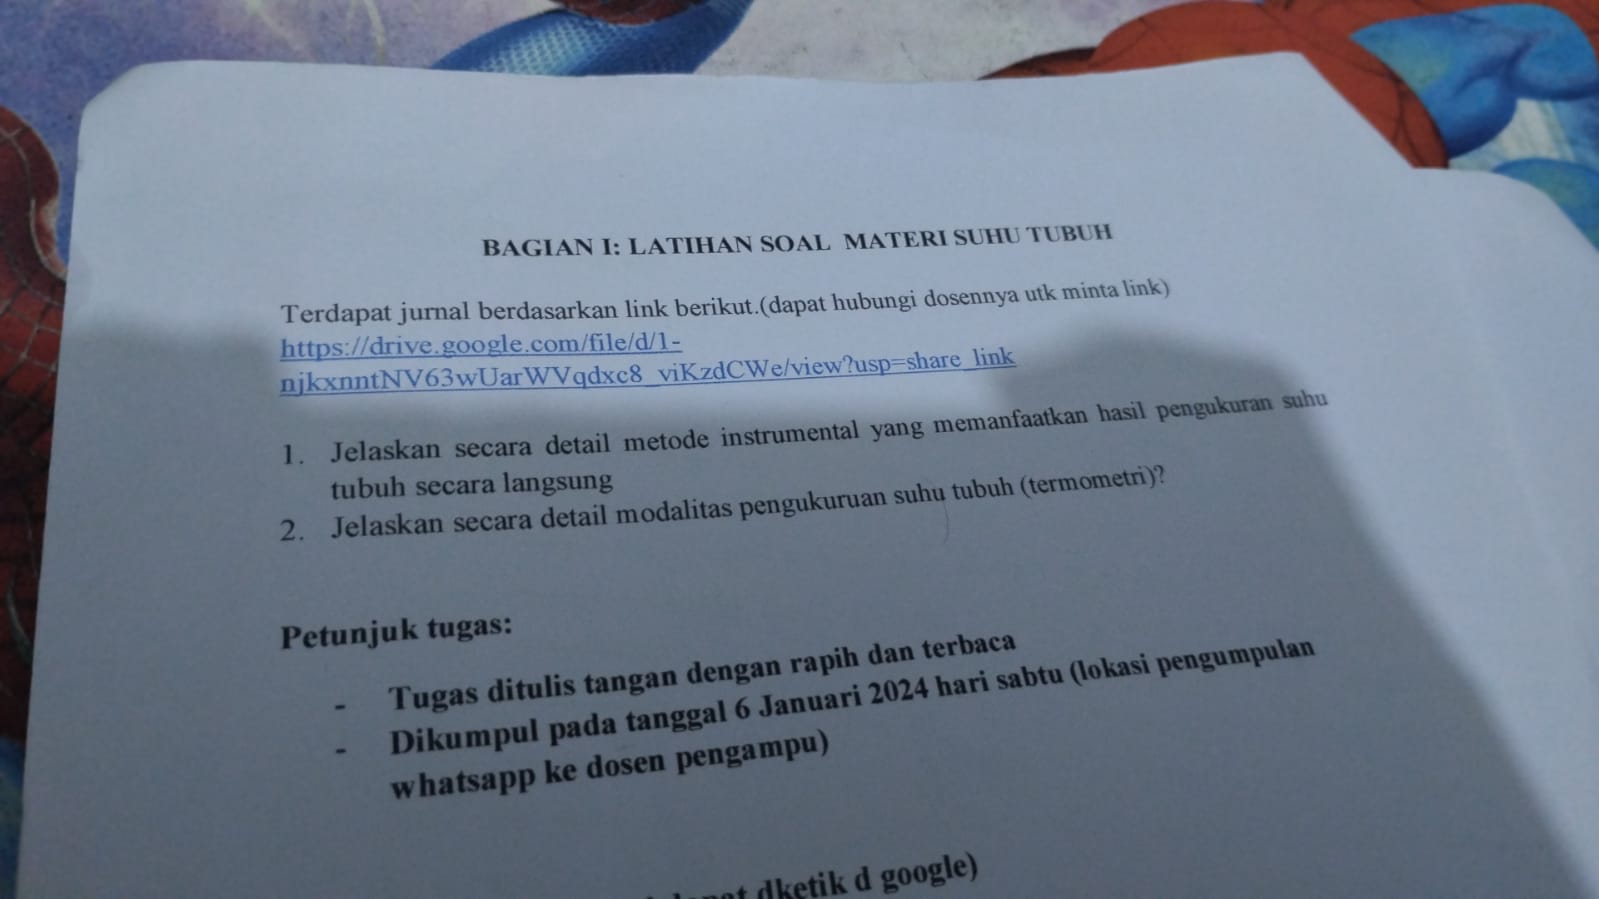 BAGIAN I: LATIHAN SOAL MATERI SUHU TUBUH
Terdapat jurnal berdasarkan link berikut.(dapat hubungi dosennya utk minta link)
https://drive.google.com/file/d/1-
njkxnntNV63wUarWVqdxc8_viKzdCWe/view?usp=share_link
1. Jelaskan secara detail metode instrumental yang memanfaatkan hasil pengukuran suhu
tubuh secara langsung
2. Jelaskan secara detail modalitas pengukuruan suhu tubuh (termometri)?
Petunjuk tugas:
- Tugas ditulis tangan dengan rapih dan terbaca
- Dikumpul pada tanggal 6 Januari 2024 hari sabtu (lokasi pengumpulan
whatsapp ke dosen pengampu)
dketik d google)